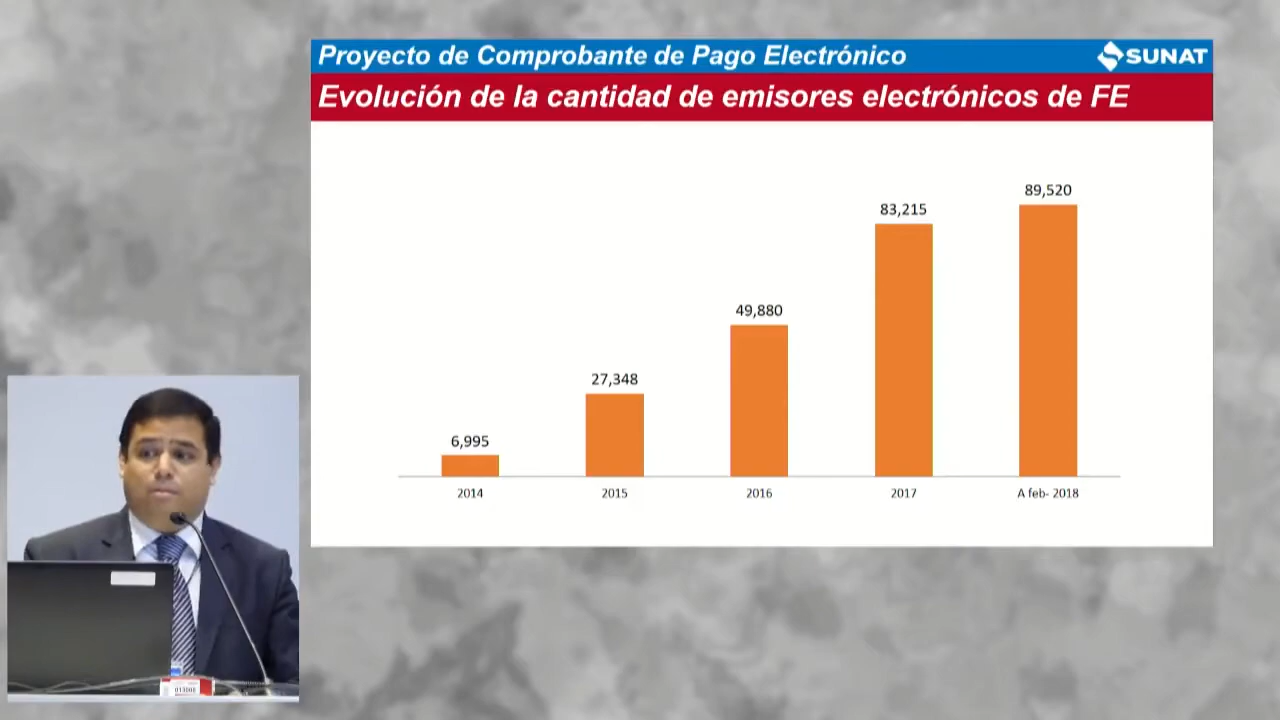 Proyecto de Comprobante de Pago Electrónico
SUNAT
Evolución de la cantidad de emisores electrónicos de FE
6,995
27,348
49,880
83,215
89,520
2014
2015
2016
2017
A feb- 2018